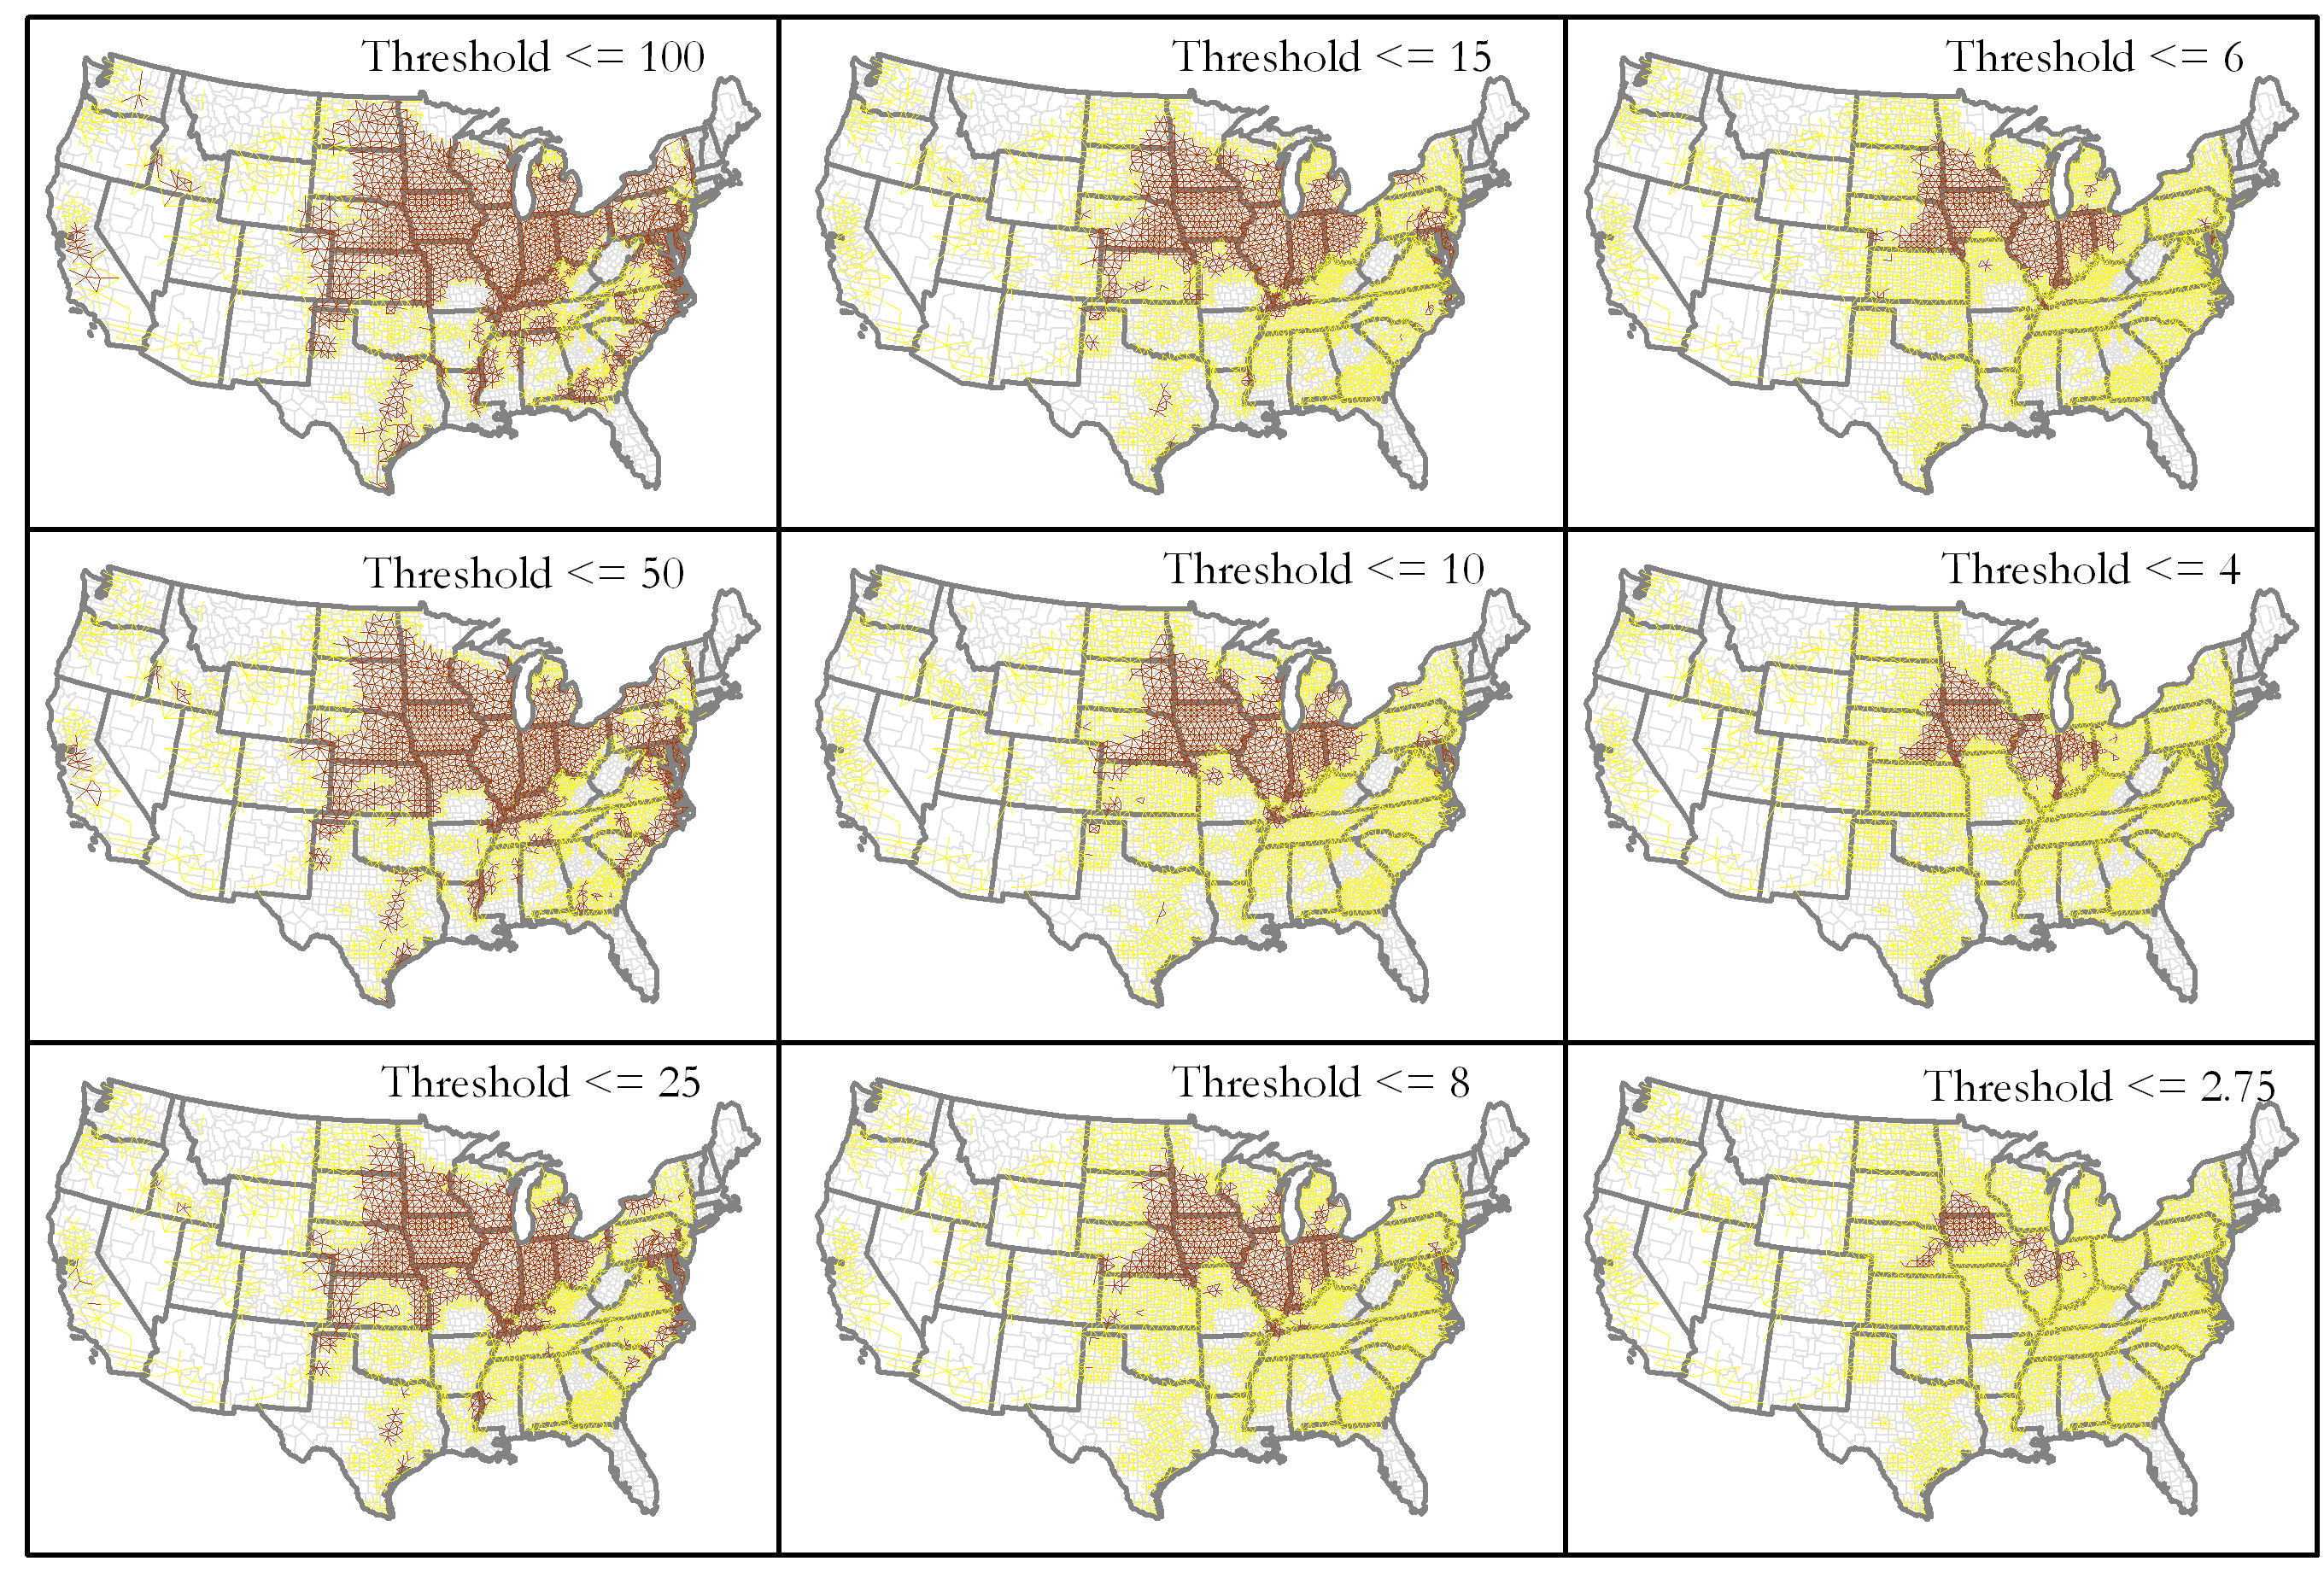 Threshold <= 100
Threshold <= 15
Threshold <= 6
Threshold <= 50
Threshold <= 10
Threshold <= 4
Threshold <= 25
Threshold <= 8
Threshold <= 2.75